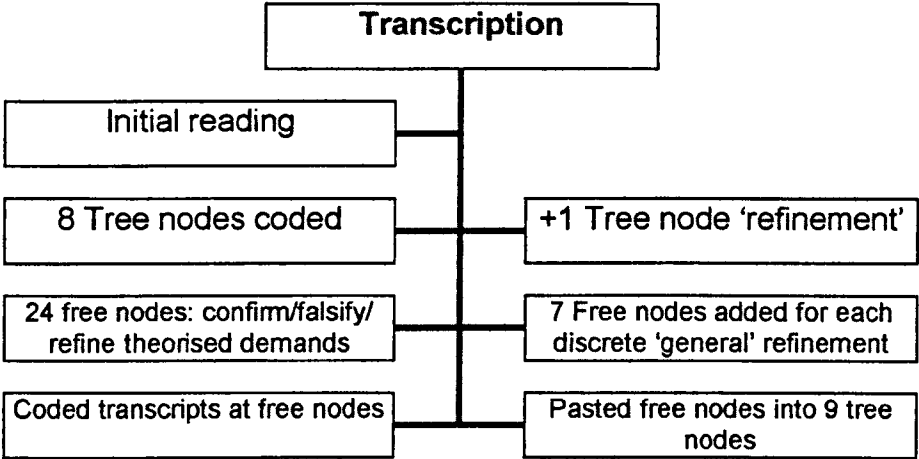 Transcription
Initial reading
8 Tree nodes coded
+1 Tree node ‘refinement’
24 free nodes: confirm/falsify/
refine theorised demands
7 Free nodes added for each
discrete ‘general’ refinement
Coded transcripts at free nodes
Pasted free nodes into 9 tree
nodes